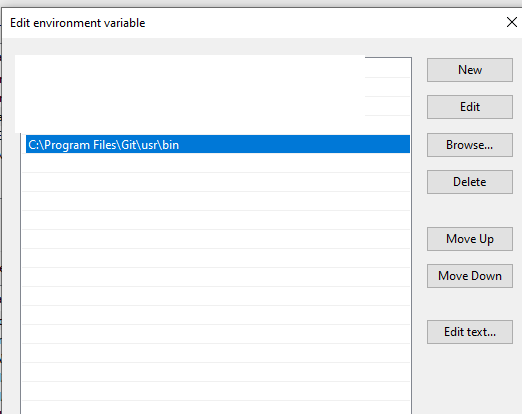 Edit environment variable
New
Edit
C:\Program Files\Git\usr\bin
Browse...
Delete
Move Up
Move Down
Edit text...